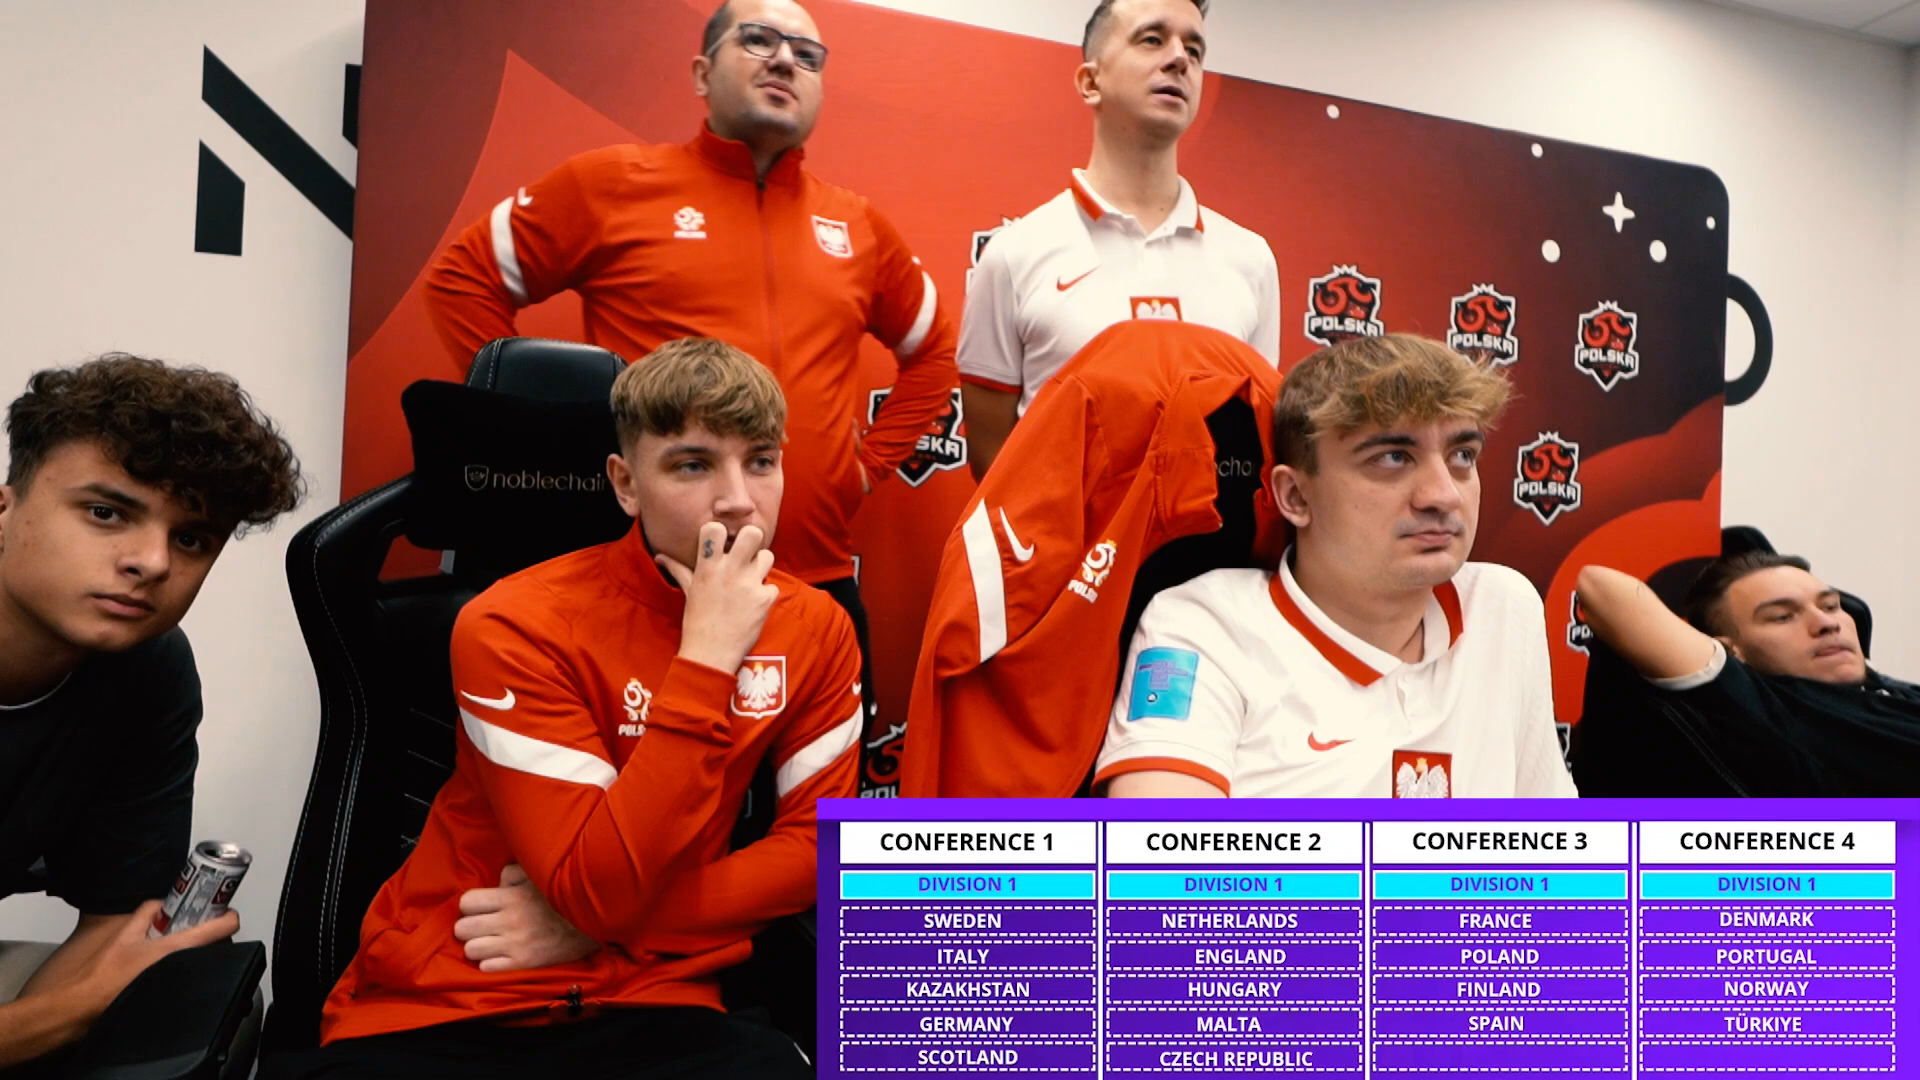 POLSKA
POLSKA
POLSKA
noblechair
POLSKA
CONFERENCE 1
DIVISION 1
SWEDEN
ITALY
KAZAKHSTAN
GERMANY
SCOTLAND
CONFERENCE 2
DIVISION 1
NETHERLANDS
ENGLAND
HUNGARY
MALTA
CZECH REPUBLIC
CONFERENCE 3
DIVISION 1
FRANCE
POLAND
FINLAND
SPAIN
CONFERENCE 4
DIVISION 1
DENMARK
PORTUGAL
NORWAY
TÜRKIYE